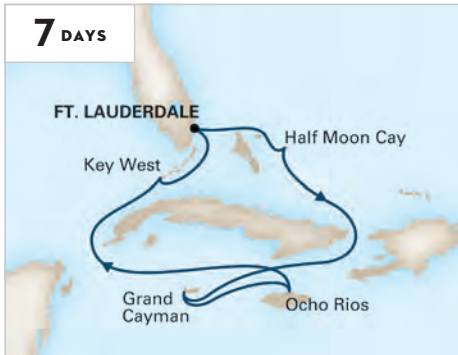 7 DAYS
FT. LAUDERDALE
Half Moon Cay
Key West
Grand
Cayman
Ocho Rios